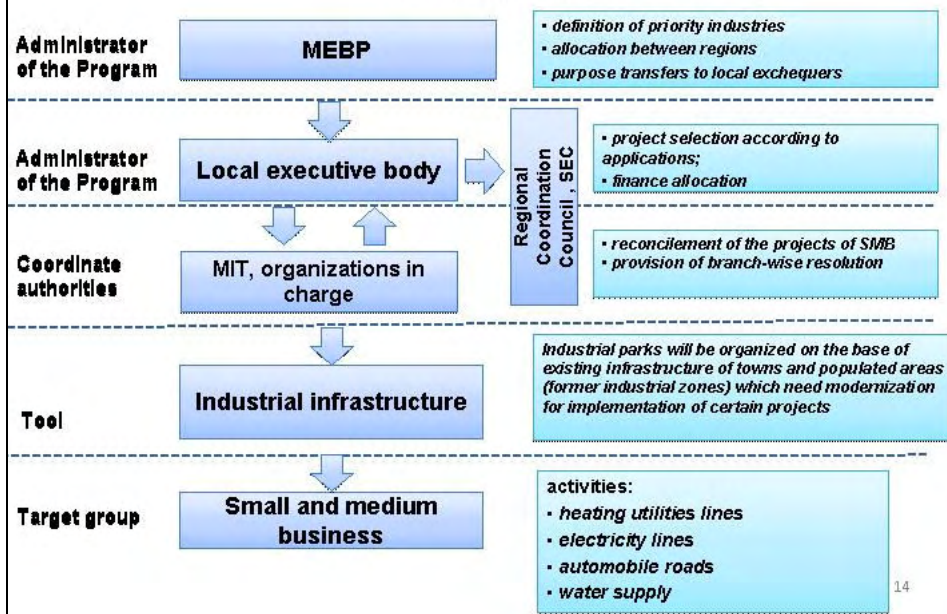 Administrator
of the Program
MEBP
▪ definition of priority industries
▪ allocation between regions
▪ purpose transfers to local exchequers
Administrator
of the Program
Local executive body
Regional
Coordination
Council , SEC
▪ project selection according to
applications;
▪ finance allocation
Coordinate
authorities
MIT, organizations in
charge
▪ reconcilement of the projects of SMB
▪ provision of branch-wise resolution
Tool
Industrial infrastructure
Industrial parks will be organized on the base of
existing infrastructure of towns and populated areas
(former industrial zones) which need modernization
for implementation of certain projects
Target group
Small and medium
business
activities:
▪ heating utilities lines
▪ electricity lines
▪ automobile roads
▪ water supply
14